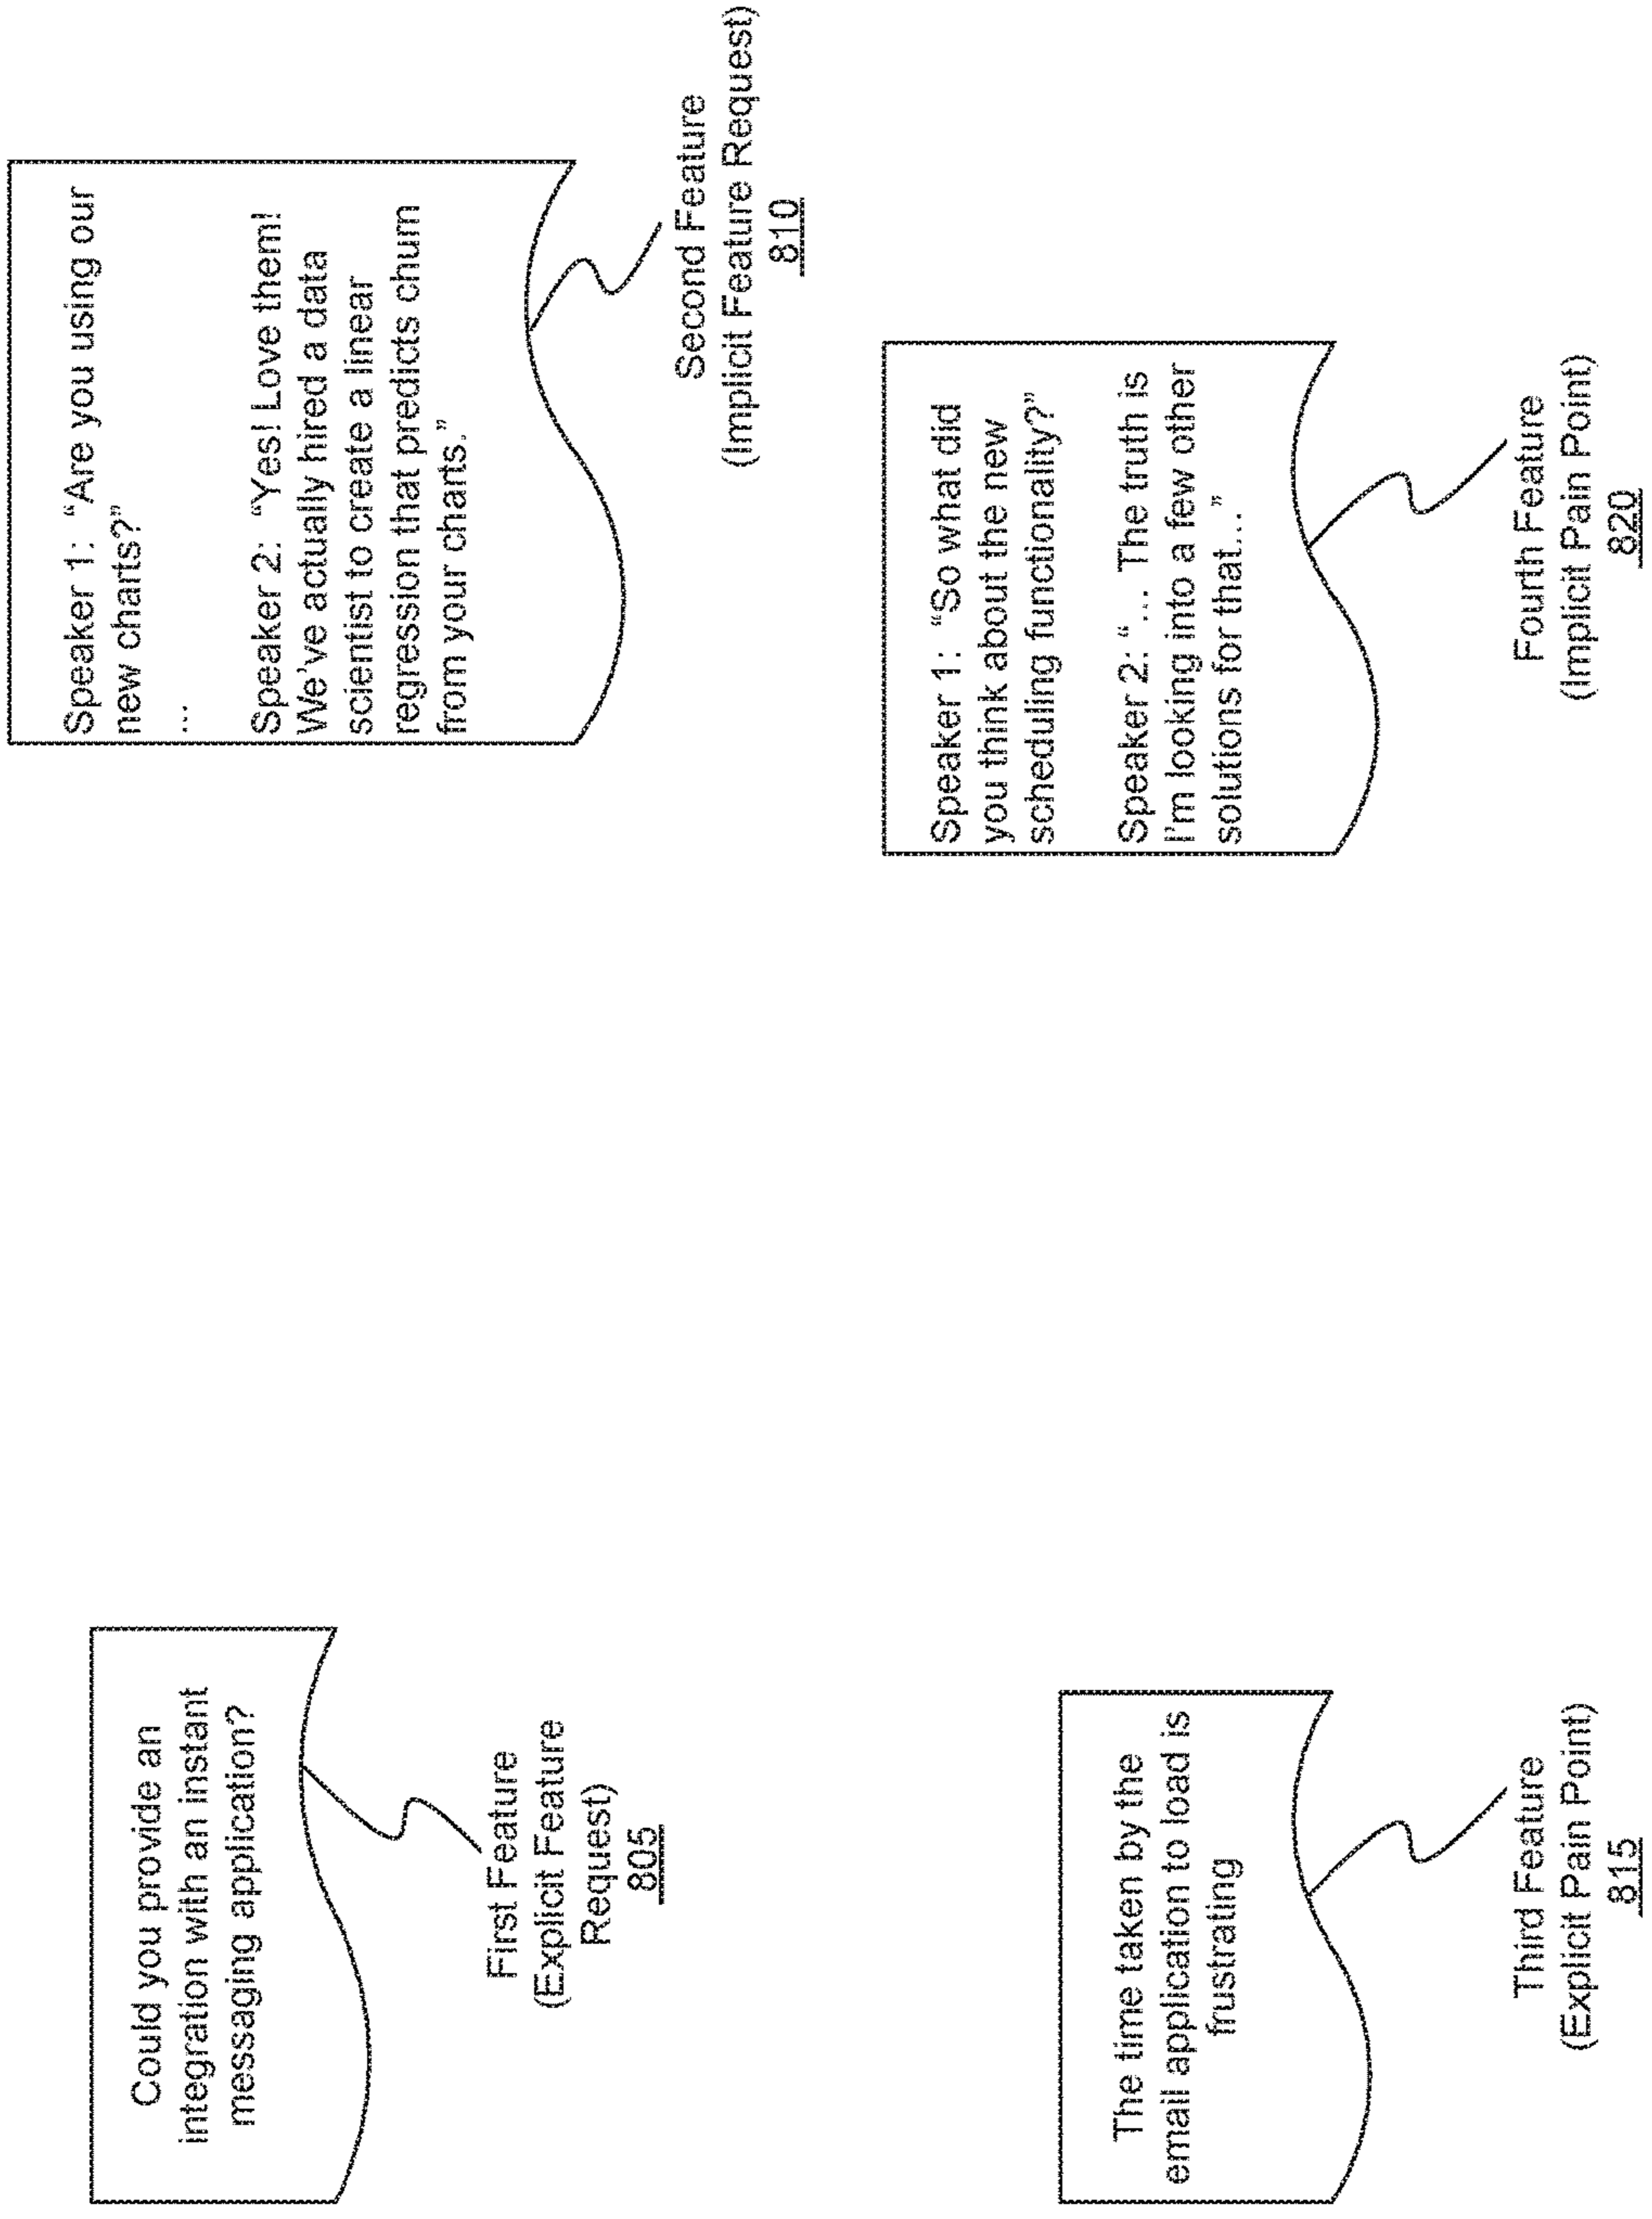 Could you provide an
integration with an instant
messaging application?
First Feature
(Explicit Feature
Request)
805
Speaker 1: “Are you using our
new charts?”
...
Speaker 2: “Yes! Love them!
We’ve actually hired a data
scientist to create a linear
regression that predicts churn
from your charts.”
Second Feature
(Implicit Feature Request)
810
The time taken by the
email application to load is
frustrating
Third Feature
(Explicit Pain Point)
815
Speaker 1: “So what did
you think about the new
scheduling functionality?”
Speaker 2: “... The truth is
I'm looking into a few other
solutions for that...”
Fourth Feature
(Implicit Pain Point)
820